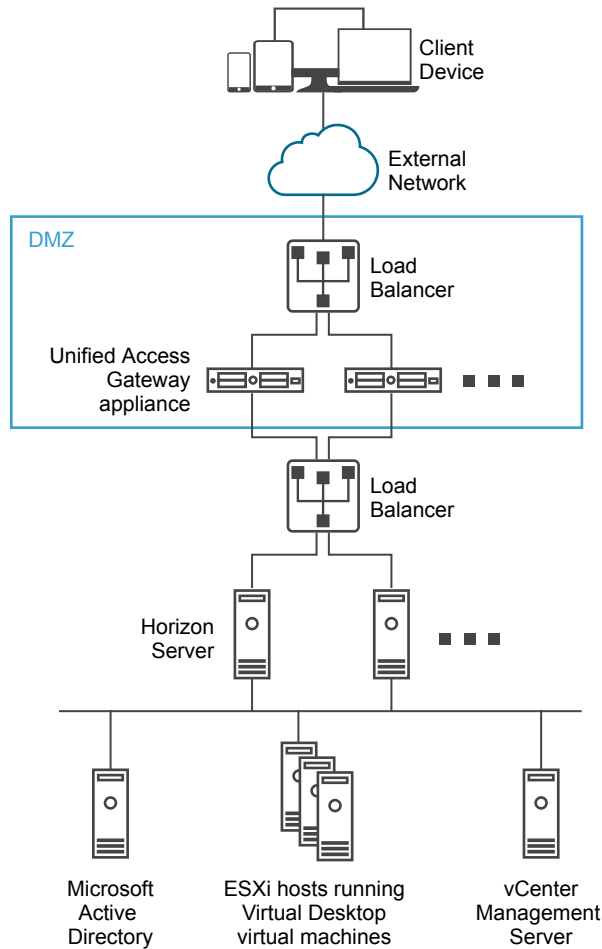 Client
Device
External
Network
DMZ
Load
Balancer
Unified Access
Gateway
appliance
Load
Balancer
Horizon
Server
Microsoft
Active
Directory
ESXi hosts running
Virtual Desktop
virtual machines
vCenter
Management
Server